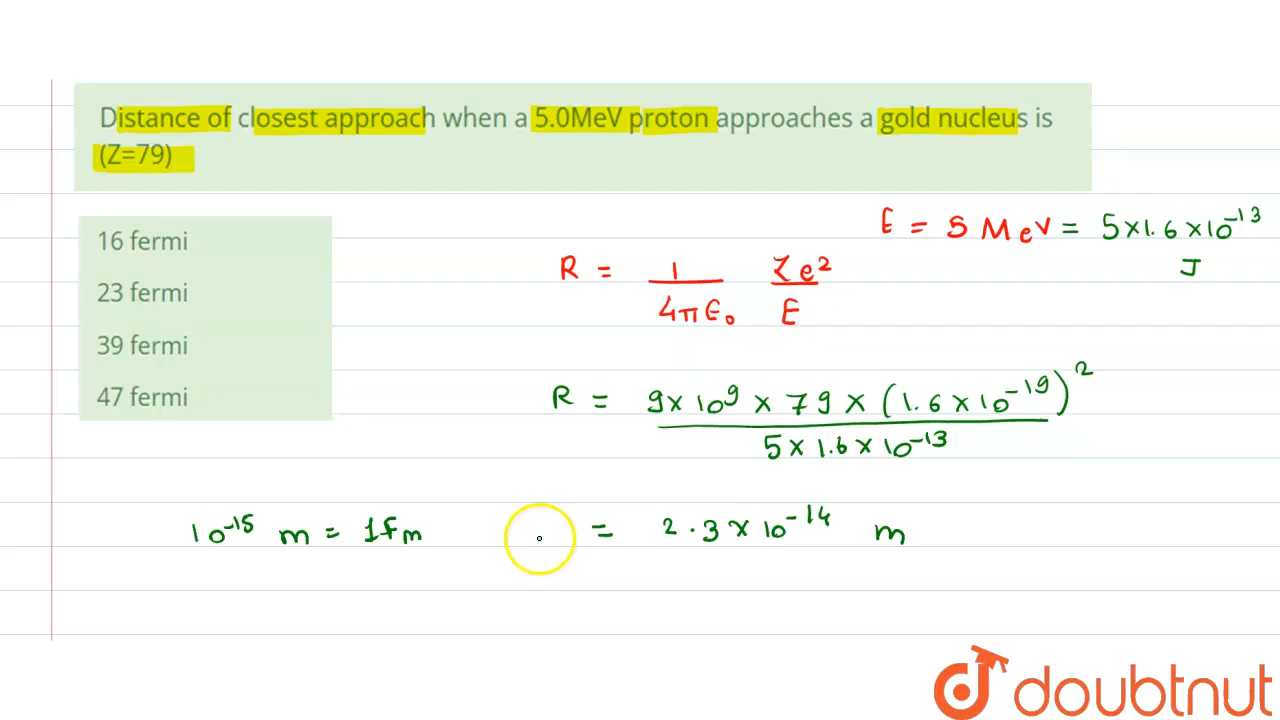 Distance of closest approach when a 5.0MeV proton approaches a gold nucleus is
(Z=79)
16 fermi
23 fermi
39 fermi
47 fermi
E = 5 MeV = 5×1.6×10⁻¹³
J
R = 1/4πϵ₀ Ze²/E
R = 9×10⁹ × 79 × (1.6×10⁻¹⁹)²
5×1.6×10⁻¹³
10⁻¹⁵ m = 1fm = 2.3×10⁻¹⁴ m
doubtnut